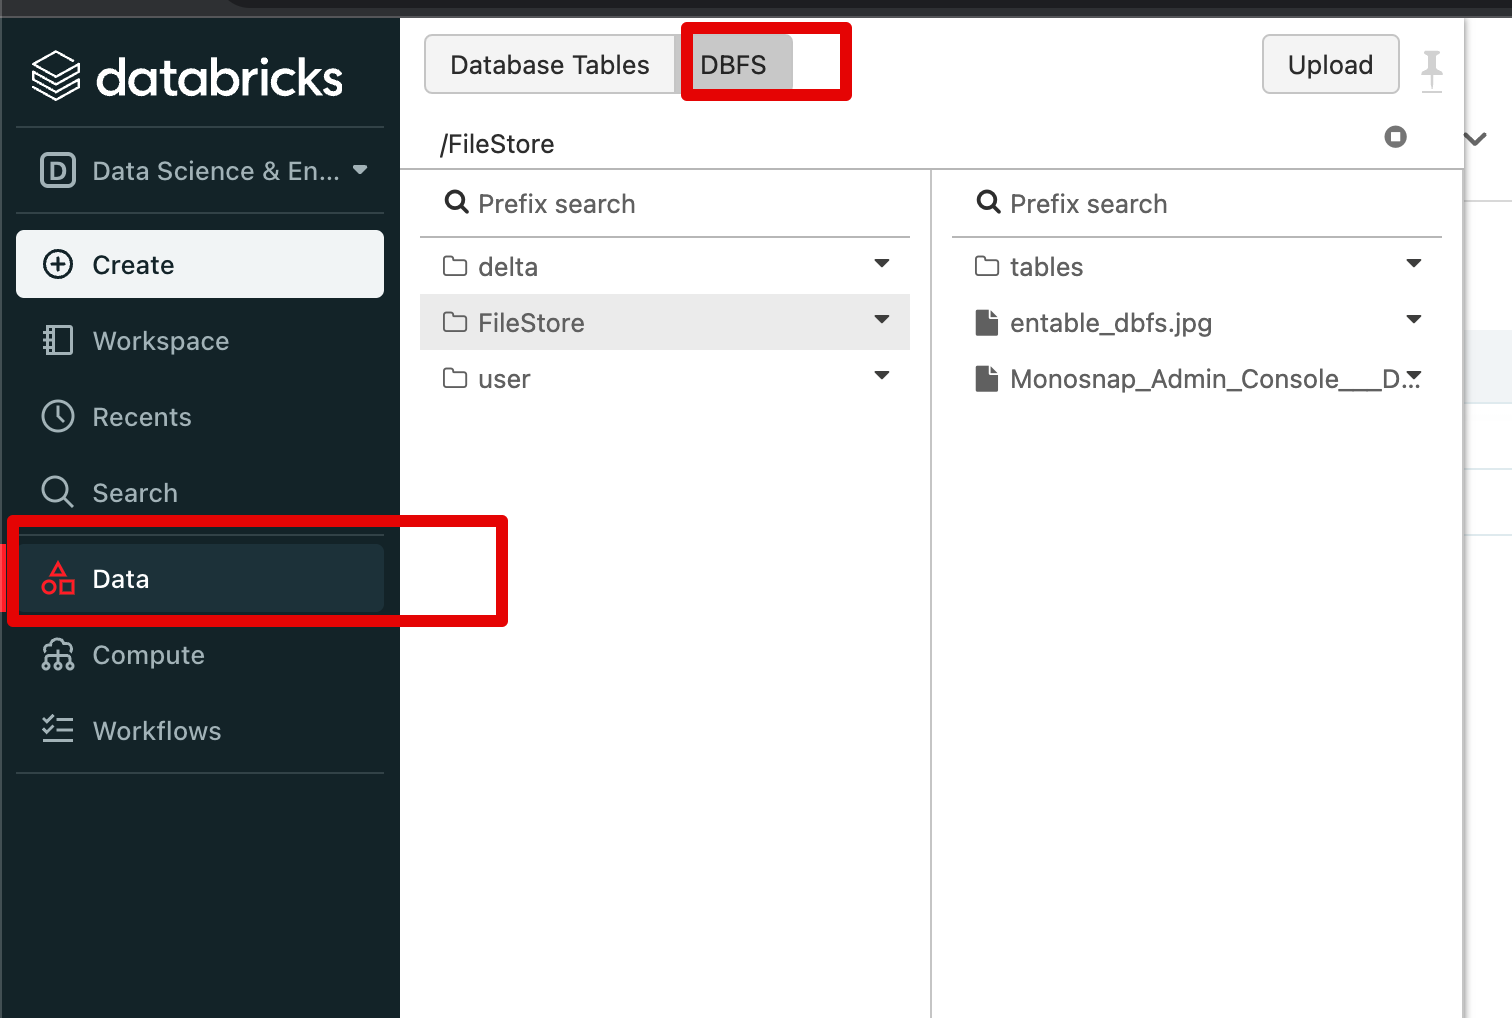 databricks
D Data Science & En...
Create
Workspace
Recents
Search
Data
Compute
Workflows
Database Tables
DBFS
Upload
/FileStore
Prefix search
delta
FileStore
user
Prefix search
tables
entable_dbfs.jpg
Monosnap_Admin_Console___D...